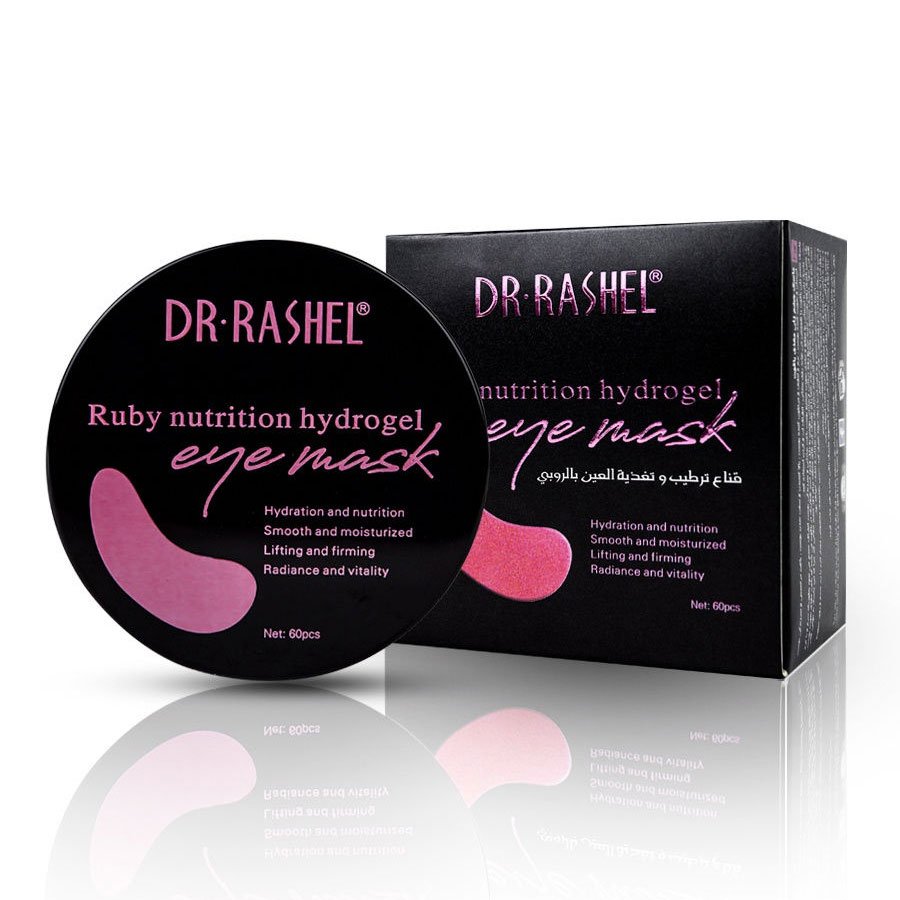 DR·RASHEL®
Ruby nutrition hydrogel
eye mask
Hydration and nutrition
Smooth and moisturized
Lifting and firming
Radiance and vitality
Net: 60pcs
DR·RASHEL®
nutrition hydrogel
eye mask
قناع ترطيب و تغذية العين بالروبي
Hydration and nutrition
Smooth and moisturized
Lifting and firming
Radiance and vitality
Net: 60pcs